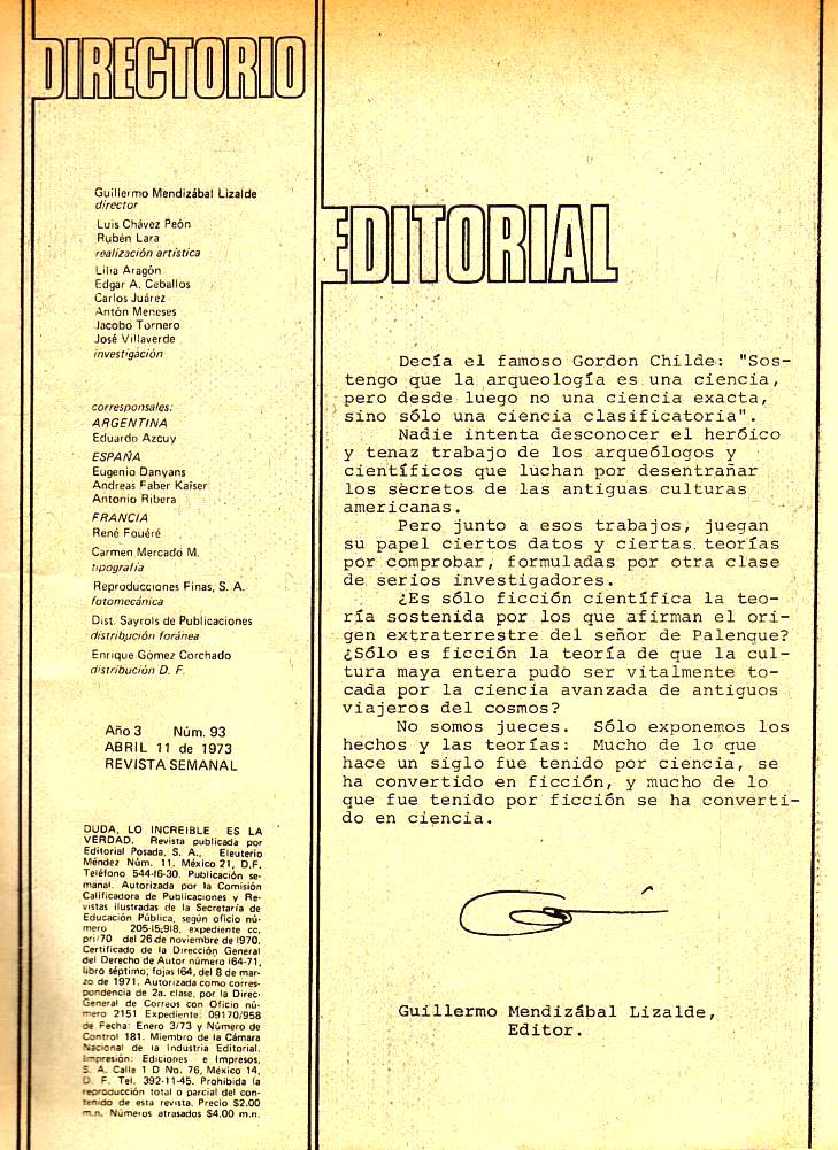 DIRECTORIO
Guillermo Mendizábal Lizalde
director
Luis Chávez Peón
Rubén Lara
realización artística
Lilia Aragón
Edgar A. Ceballos
Carlos Juárez
Antón Meneses
Jacobo Tornero
José Villaverde
investigación
corresponsales:
ARGENTINA
Eduardo Azcuy
ESPAÑA
Eugenio Danyans
Andreas Faber Kaiser
Antonio Ribera
FRANCIA
René Fouéré
Carmen Mercado M.
tipografía
Reproducciones Finas, S. A.
fotomecánica
Dist. Sayrols de Publicaciones
distribución foránea
Enrique Gómez Corchado
distribución D. F.
Año 3 Núm. 93
ABRIL 11 de 1973
REVISTA SEMANAL
DUDA, LO INCREIBLE ES LA
VERDAD. Revista publicada por
Editorial Posada, S. A., Eleuterio
Méndez Núm. 11. México 21, D.F.
Teléfono 544-16-30. Publicación se-
manal. Autorizada por la Comisión
Calificadora de Publicaciones y Re-
vistas ilustradas de la Secretaría de
Educación Pública, según oficio nú-
mero 205-15;918, expediente cc.
pri/70 del 26 de noviembre de 1970.
Certificado de la Dirección General
del Derecho de Autor número 164-71,
libro séptimo; fojas 164, del 8 de mar-
zo de 1971. Autorizada como corres-
pondencia de 2a. clase, por la Direc-
General de Correos con Oficio nú-
mero 2151 Expediente: 09170/958
de Fecha: Enero 3/73 y Número de
Control 181. Miembro de la Cámara
Nacional de la Industria Editorial.
Impresión: Ediciones e Impresos,
S. A. Calle 1 D No. 76, México 14,
D. F. Tel. 392-11-45. Prohibida la
reproducción total o parcial del con-
tenido de esta revista. Precio $2.00
m.n. Números atrasados $4.00 m.n.
EDITORIAL
Decía el famoso Gordon Childe: "Sos-
tengo que la arqueología es una ciencia,
pero desde luego no una ciencia exacta,
sino sólo una ciencia clasificatoria".
Nadie intenta desconocer el heróico
y tenaz trabajo de los arqueólogos y
científicos que luchan por desentrañar
los secretos de las antiguas culturas
americanas.
Pero junto a esos trabajos, juegan
su papel ciertos datos y ciertas teorías
por comprobar, formuladas por otra clase
de serios investigadores.
¿Es sólo ficción científica la teo-
ría sostenida por los que afirman el orí-
gen extraterrestre del señor de Palenque?
¿Sólo es ficción la teoría de que la cul-
tura maya entera pudo ser vitalmente to-
cada por la ciencia avanzada de antiguos
viajeros del cosmos?
No somos jueces. Sólo exponemos los
hechos y las teorías: Mucho de lo que
hace un siglo fue tenido por ciencia, se
ha convertido en ficción, y mucho de lo
que fue tenido por ficción se ha converti-
do en ciencia.
Guillermo Mendizábal Lizalde,
Editor.